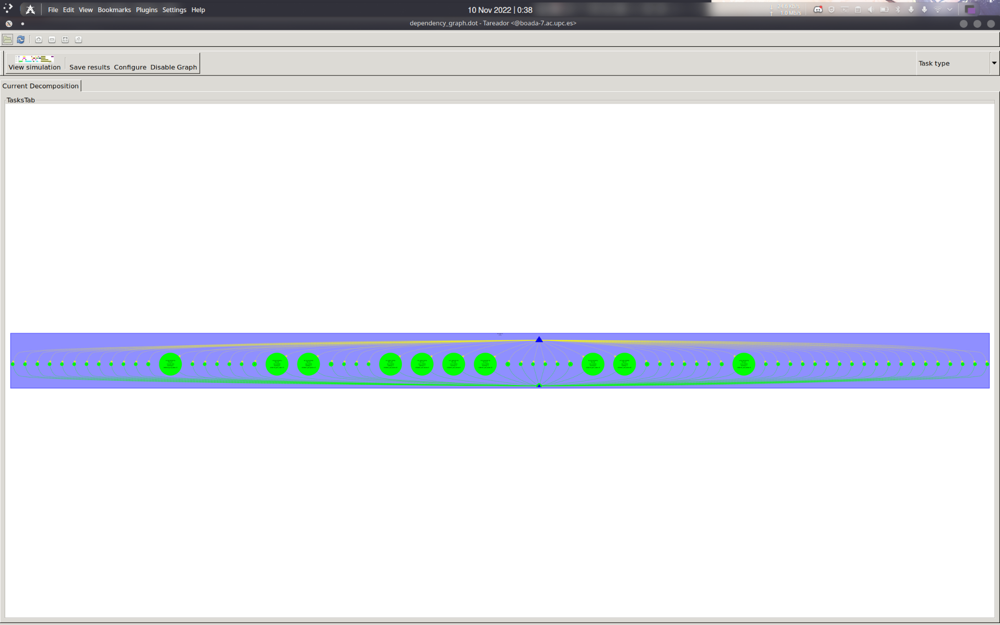 File Edit View Bookmarks Plugins Settings Help
10 Nov 2022 | 0:38
24.6 Kb/s
1.0 Mb/s
dependency_graph.dot - Tareador <@boada-7.ac.upc.es>
View simulation Save results Configure Disable Graph
Task type
Current Decomposition
TasksTab